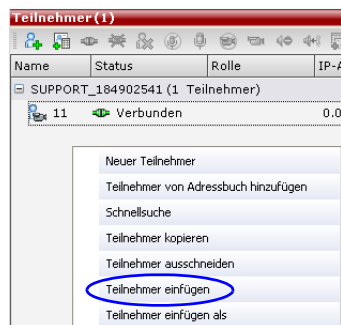 Teilnehmer(1)
Name Status Rolle IP-A
SUPPORT_184902541 (1 Teilnehmer)
11 Verbunden 0.0
Neuer Teilnehmer
Teilnehmer von Adressbuch hinzufügen
Schnellsuche
Teilnehmer kopieren
Teilnehmer ausschneiden
Teilnehmer einfügen
Teilnehmer einfügen als